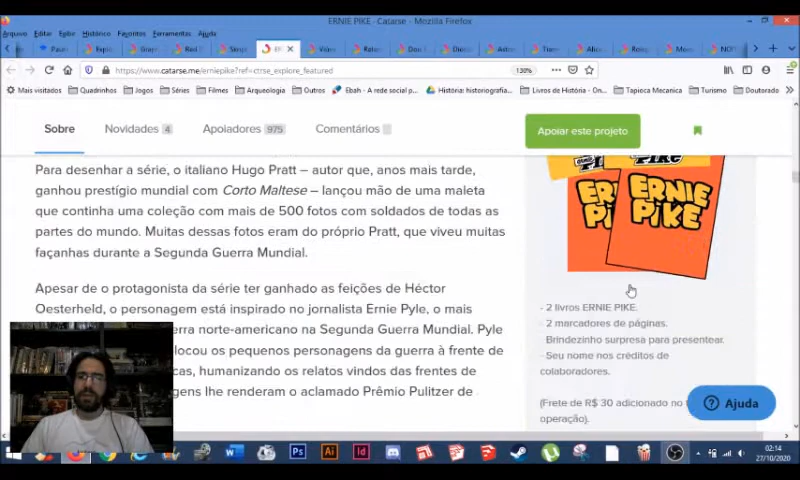 ERNIE PIKE - Catarse - Mozilla Firefox
Arquivo Editar Exibir Histórico Favoritos Ferramentas Ajuda
https://www.catarse.me/erniepike?ref=ctrse_explore_featured
130%
Mais visitados Quadrinhos Jogos Séries Filmes Arqueologia Outros Ebah - A rede social p... História: historiografia... Livros de História - On... Tapioca Mecanica Turismo Doutorado
Sobre Novidades 4 Apoiadores 975 Comentários
Apoiar este projeto
Para desenhar a série, o italiano Hugo Pratt – autor que, anos mais tarde,
ganhou prestígio mundial com Corto Maltese – lançou mão de uma maleta
que continha uma coleção com mais de 500 fotos com soldados de todas as
partes do mundo. Muitas dessas fotos eram do próprio Pratt, que viveu muitas
façanhas durante a Segunda Guerra Mundial.
Apesar de o protagonista da série ter ganhado as feições de Héctor
Oesterheld, o personagem está inspirado no jornalista Ernie Pyle, o mais
erra norte-americano na Segunda Guerra Mundial. Pyle
locou os pequenos personagens da guerra à frente de
cas, humanizando os relatos vindos das frentes de
gens lhe renderam o aclamado Prêmio Pulitzer de
PIKE
ERNIE
PIKE
- 2 livros ERNIE PIKE.
- 2 marcadores de páginas.
Brindezinho surpresa para presentear.
- Seu nome nos créditos de
colaboradores.
(Frete de R$ 30 adicionado no
operação).
Ajuda
02:14
27/10/2020